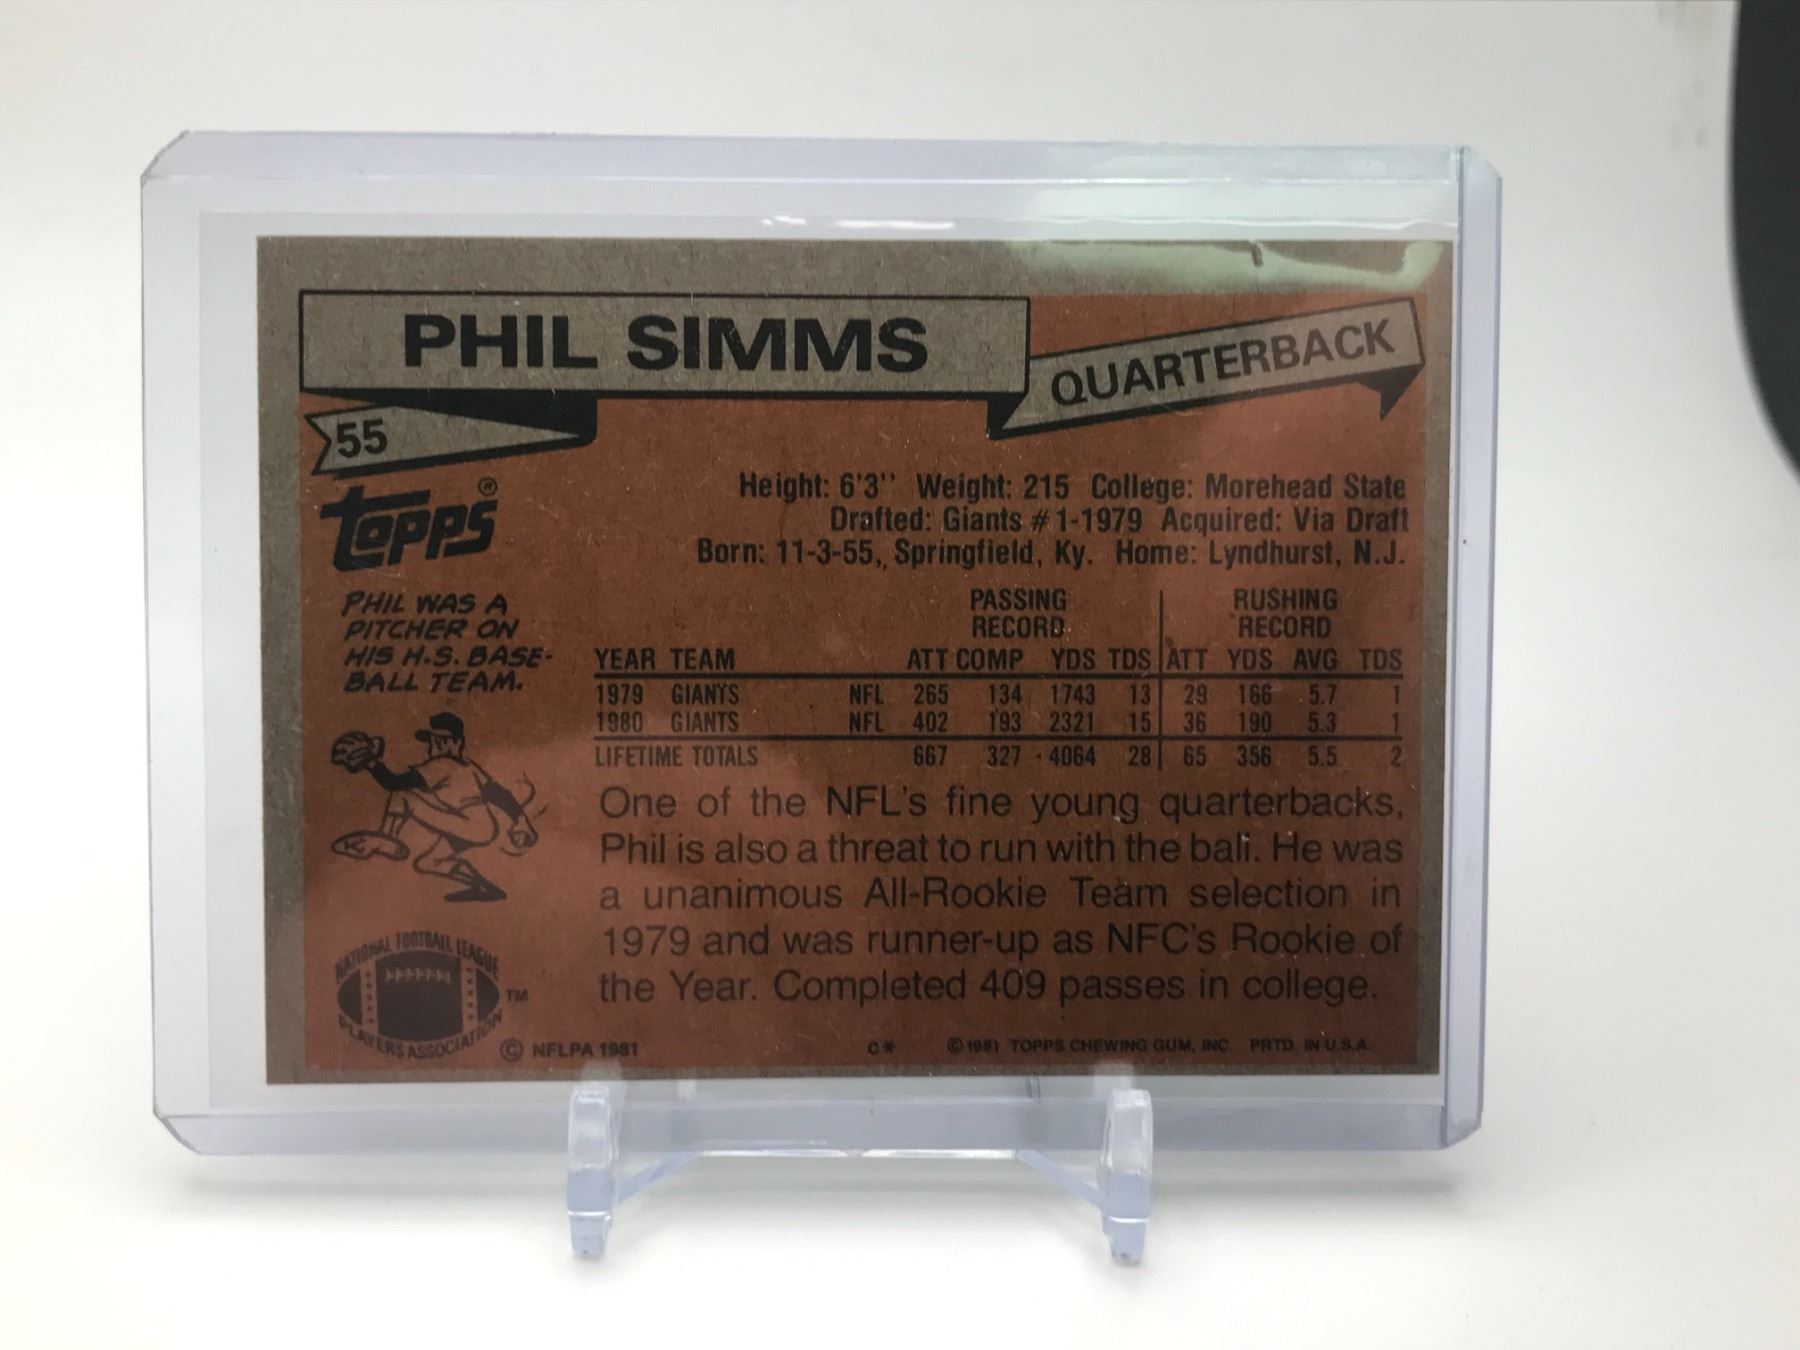 PHIL SIMMS
QUARTERBACK
55
TOPPS®
Height: 6'3'' Weight: 215 College: Morehead State
Drafted: Giants #1-1979 Acquired: Via Draft
Born: 11-3-55, Springfield, Ky. Home: Lyndhurst, N.J.
PHIL WAS A
PITCHER ON
HIS H.S. BASE-
BALL TEAM.
PASSING RUSHING
RECORD RECORD
YEAR TEAM ATT COMP YDS TDS ATT YDS AVG TDS
1979 GIANTS NFL 265 134 1743 13 29 166 5.7 1
1980 GIANTS NFL 402 193 2321 15 36 190 5.3 1
LIFETIME TOTALS 667 327 4064 28 65 356 5.5 2
One of the NFL's fine young quarterbacks,
Phil is also a threat to run with the ball. He was
a unanimous All-Rookie Team selection in
1979 and was runner-up as NFC's Rookie of
the Year. Completed 409 passes in college.
NATIONAL FOOTBALL LEAGUE
PLAYERS ASSOCIATION
TM
© NFLPA 1981 C* © 1981 TOPPS CHEWING GUM, INC. PRTD. IN U.S.A.